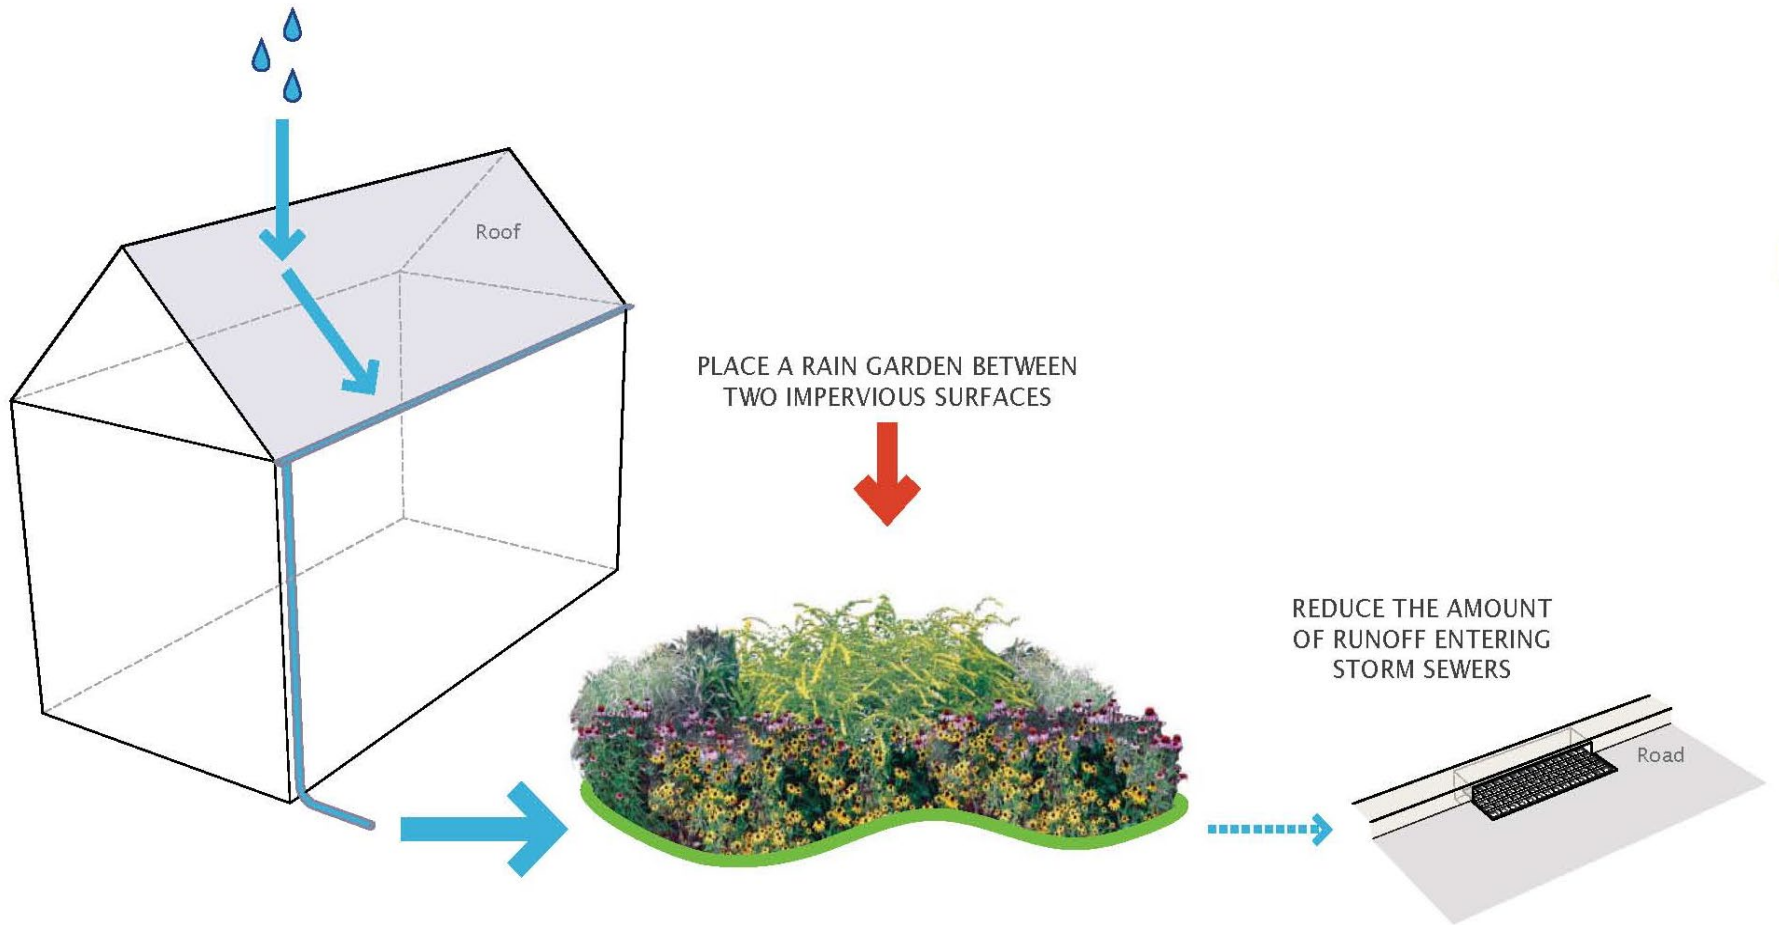 Roof
PLACE A RAIN GARDEN BETWEEN
TWO IMPERVIOUS SURFACES
REDUCE THE AMOUNT
OF RUNOFF ENTERING
STORM SEWERS
Road